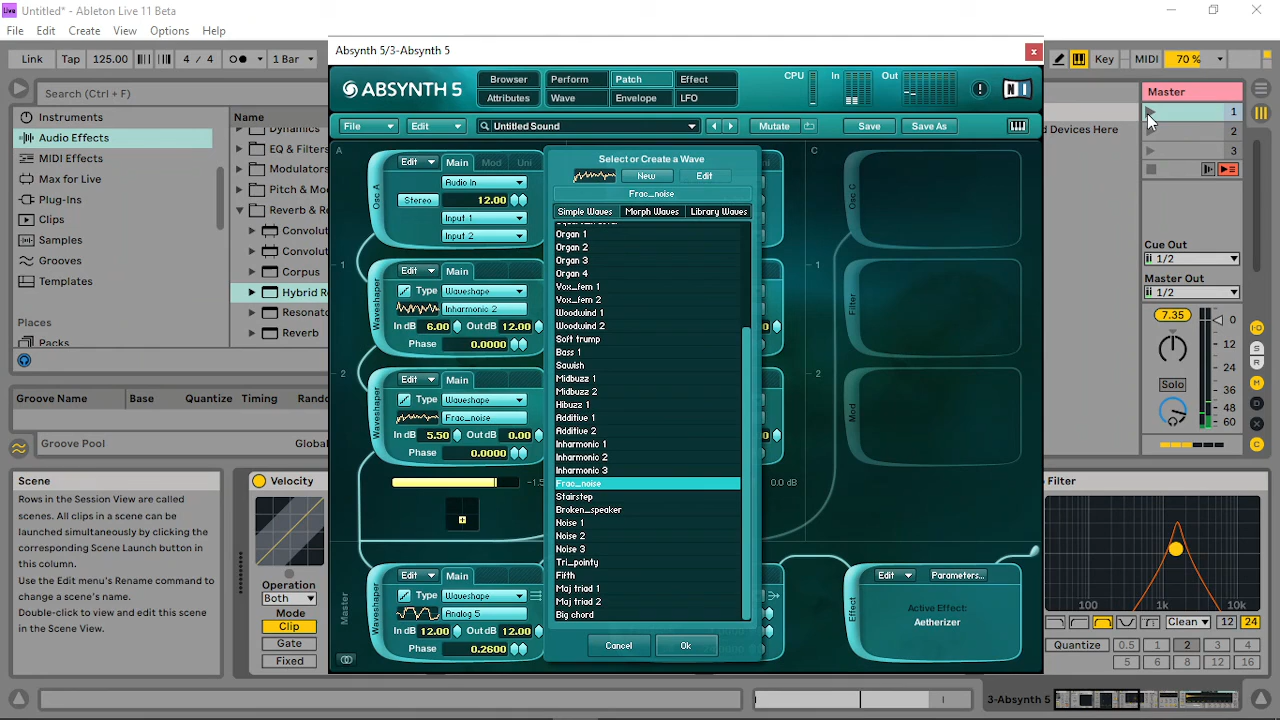 Untitled* - Ableton Live 11 Beta
File Edit Create View Options Help
Link Tap 125.00 4 / 4 1 Bar
Key MIDI 70 %
Search (Ctrl + F)
Instruments
Audio Effects
MIDI Effects
Max for Live
Plug-Ins
Clips
Samples
Grooves
Templates
Places
Packs
Name
Dynamics
EQ & Filters
Modulators
Pitch & Mo
Reverb & R
Convolut
Convolut
Corpus
Hybrid Re
Resonato
Reverb
Groove Name Base Quantize Timing Rando
Groove Pool Global
Scene
Rows in the Session View are called
scenes. All clips in a scene can be
launched simultaneously by clicking the
corresponding Scene Launch button in
this column.
Use the Edit menu's Rename command to
change a scene's name.
Double-click to view and edit this scene
in the Scene View.
Velocity
Operation
Both
Mode
Clip
Gate
Fixed
Absynth 5/3-Absynth 5
x
ABSYNTH 5
Browser Perform Patch Effect
Attributes Wave Envelope LFO
CPU In Out
File Edit Untitled Sound Mutate Save Save As
A
Osc A
Edit Main Mod Uni
Audio In
Stereo 12.00
Input 1
Input 2
1
Waveshaper
Edit Main
Type Waveshape
Inharmonic 2
In dB 6.00 Out dB 12.00
Phase 0.0000
2
Waveshaper
Edit Main
Type Waveshape
Frac_noise
In dB 5.50 Out dB 0.00
Phase 0.0000
-1.5
0.0 dB
Master
Waveshaper
Edit Main
Type Waveshape
Analog 5
In dB 12.00 Out dB 12.00
Phase 0.2600
Select or Create a Wave
New Edit
Frac_noise
Simple Waves Morph Waves Library Waves
Organ 1
Organ 2
Organ 3
Organ 4
Vox_fem 1
Vox_fem 2
Woodwind 1
Woodwind 2
Soft trump
Bass 1
Sawish
Midbuzz 1
Midbuzz 2
Hibuzz 1
Additive 1
Additive 2
Inharmonic 1
Inharmonic 2
Inharmonic 3
Frac_noise
Stairstep
Broken_speaker
Noise 1
Noise 2
Noise 3
Tri_pointy
Fifth
Maj triad 1
Maj triad 2
Big chord
Cancel Ok
C
Osc C
1
Filter
2
Mod
Effect
Edit Parameters...
Active Effect:
Aetherizer
Master
1
2
3
d Devices Here
Cue Out
1/2
Master Out
1/2
7.35
0
12
24
36
48
60
Solo
I-O
S
R
M
D
X
C
Filter
100 1k 10k
Clean 12 24
Quantize 0.5 1 2 3 4
5 6 8 12 16
3-Absynth 5